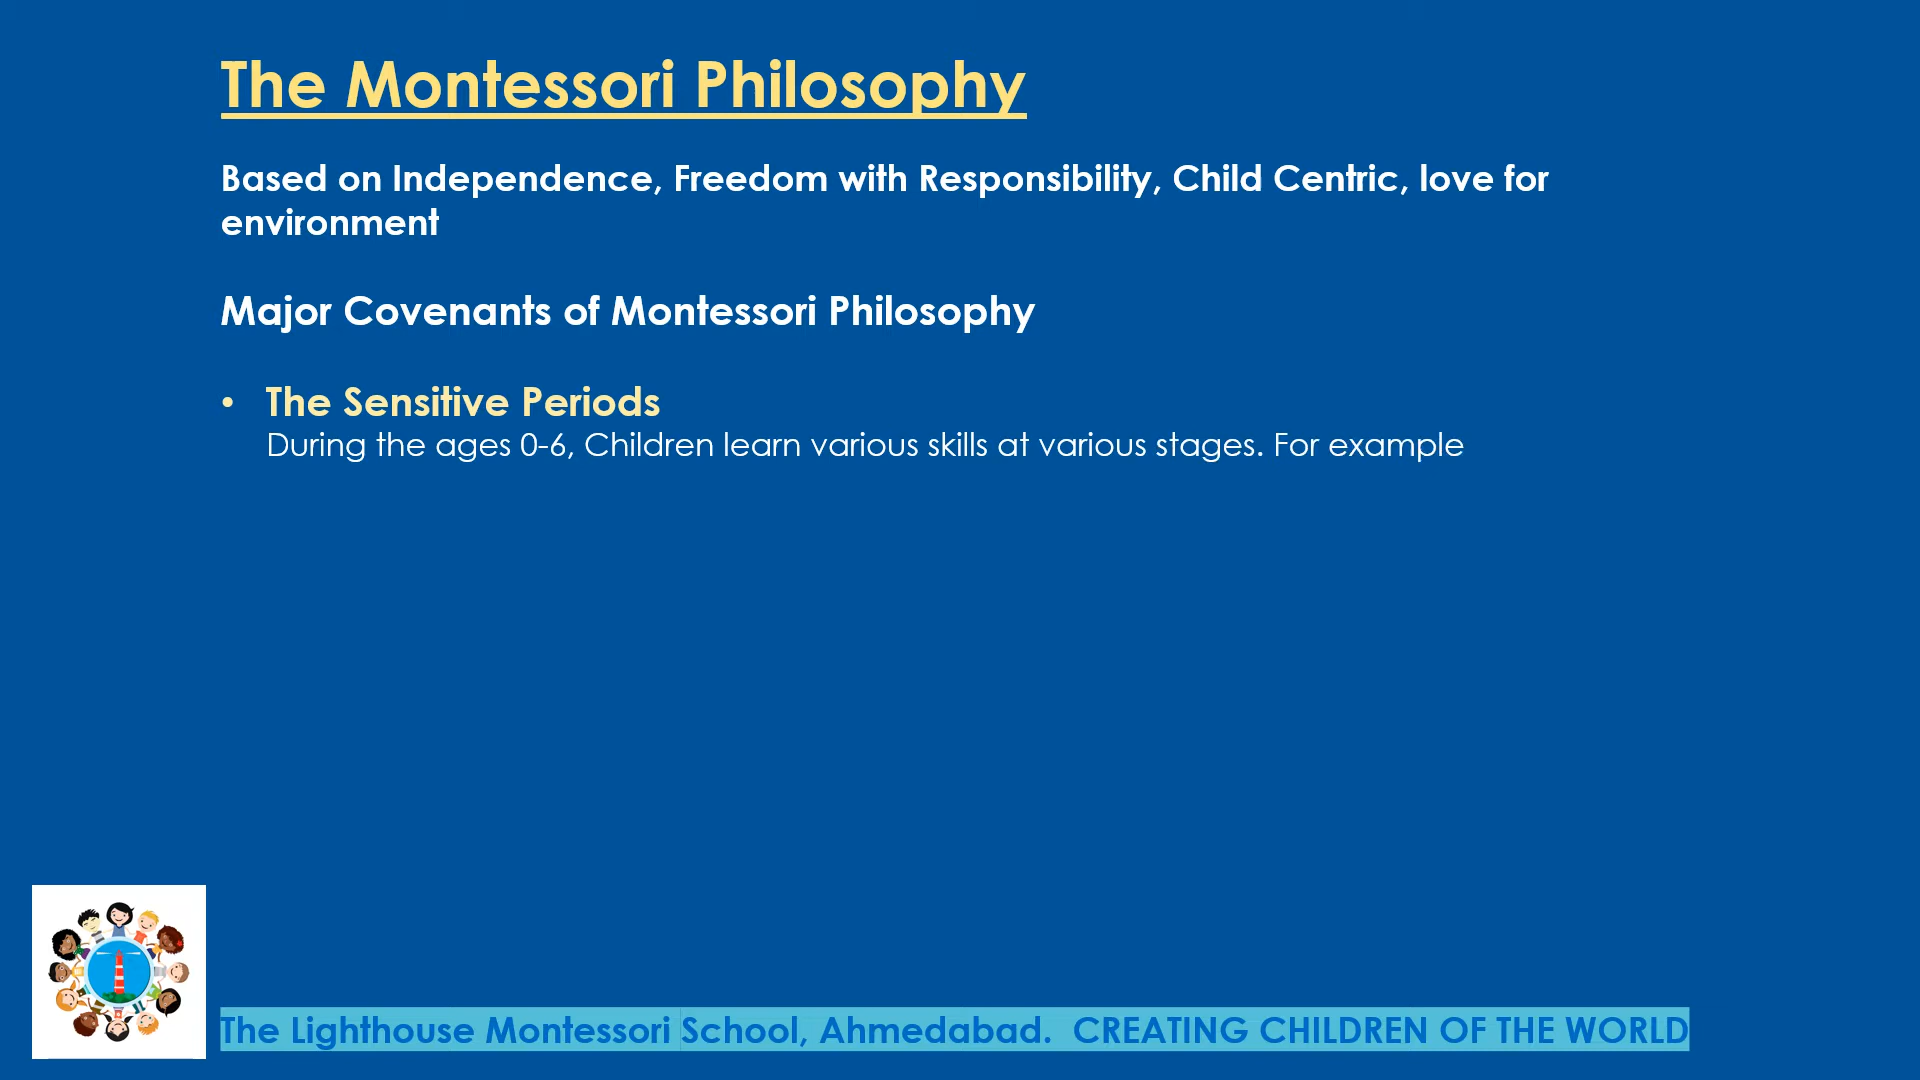 The Montessori Philosophy
Based on Independence, Freedom with Responsibility, Child Centric, love for
environment
Major Covenants of Montessori Philosophy
• The Sensitive Periods
During the ages 0-6, Children learn various skills at various stages. For example
The Lighthouse Montessori School, Ahmedabad.  CREATING CHILDREN OF THE WORLD